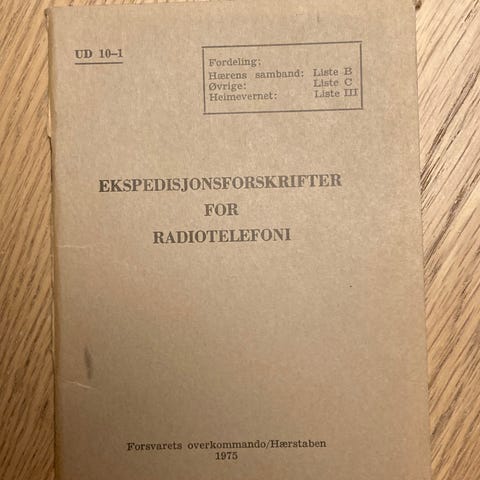 UD 10-1
Fordeling:
Hærens samband: Liste B
Øvrige: Liste C
Heimevernet: Liste III
EKSPEDISJONSFORSKRIFTER
FOR
RADIOTELEFONI
Forsvarets overkommando/Hærstaben
1975